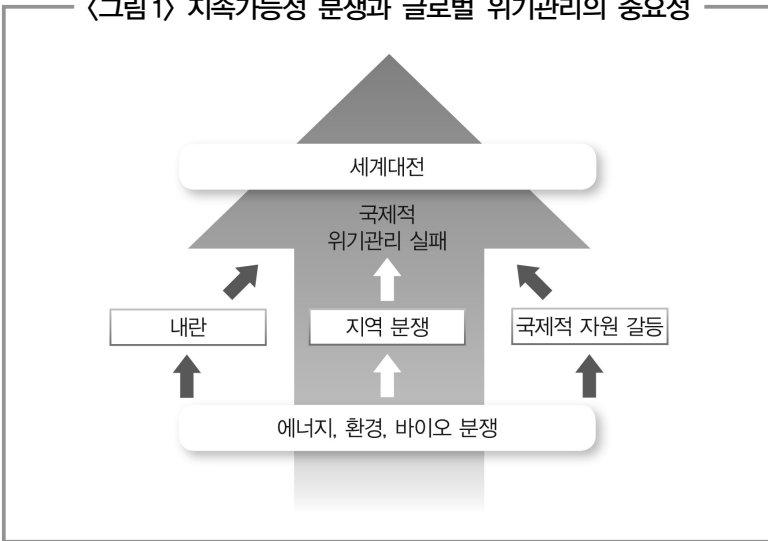 〈그림 1〉 지속가능성 분쟁과 글로벌 위기관리의 중요성
세계대전
국제적
위기관리 실패
내란
지역 분쟁
국제적 자원 갈등
에너지, 환경, 바이오 분쟁